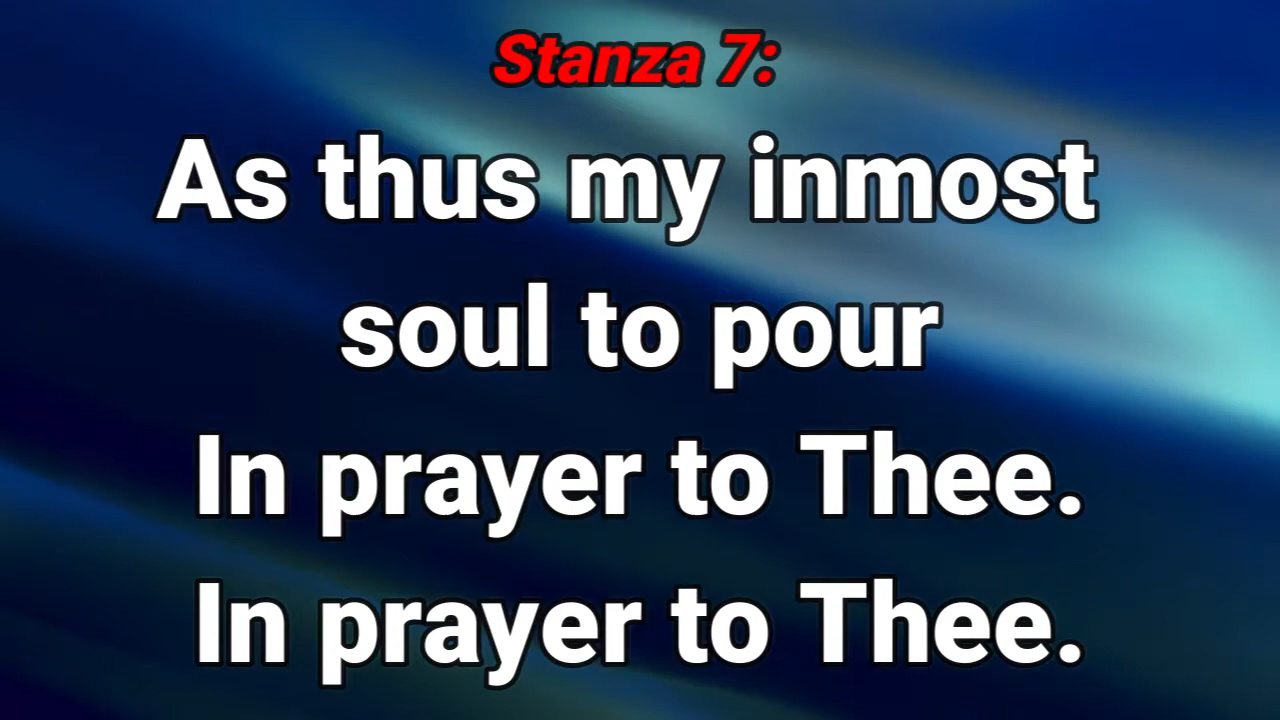 Stanza 7:
As thus my inmost
soul to pour
In prayer to Thee.
In prayer to Thee.